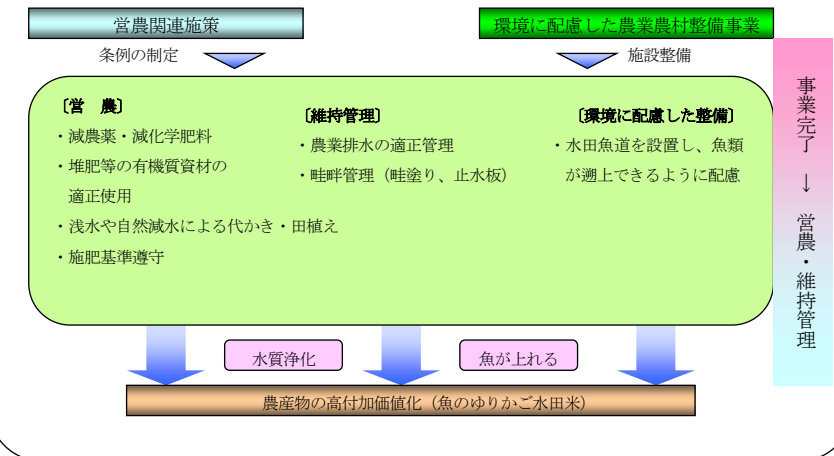 営農関連施策
環境に配慮した農業農村整備事業
条例の制定
施設整備
〔営　農〕
・減農薬・減化学肥料
・堆肥等の有機質資材の
適正使用
・浅水や自然減水による代かき・田植え
・施肥基準遵守
〔維持管理〕
・農業排水の適正管理
・畦畔管理（畦塗り、止水板）
〔環境に配慮した整備〕
・水田魚道を設置し、魚類
が遡上できるように配慮
事業完了　→　営農・維持管理
水質浄化
魚が上れる
農産物の高付加価値化（魚のゆりかご水田米）